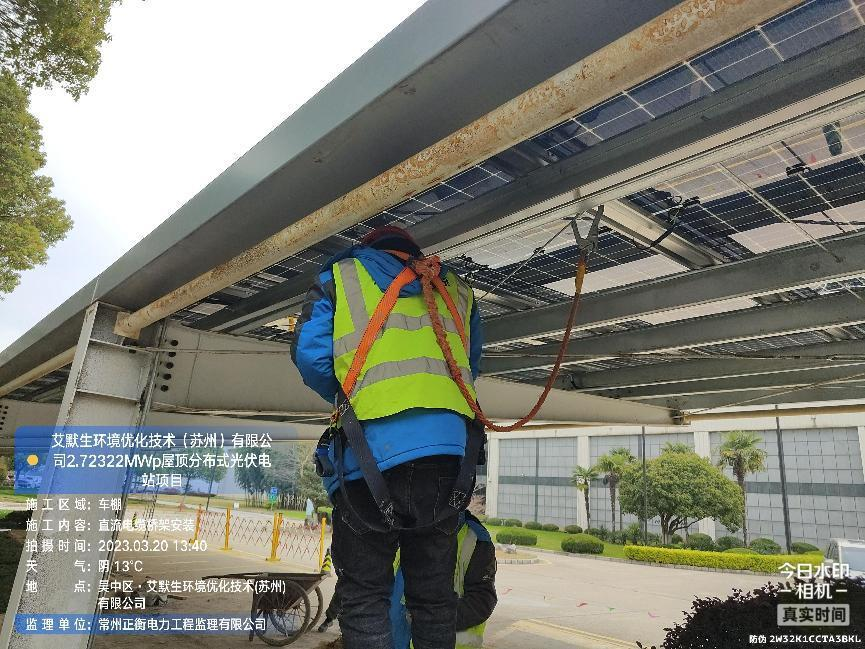 艾默生环境优化技术（苏州）有限公
司2.72322MWp屋顶分布式光伏电
站项目
施工区域：车棚
施工内容：直流电缆桥架安装
拍摄时间：2023.03.20 13:40
天 气：阴 13°C
地 点：吴中区·艾默生环境优化技术(苏州)
有限公司
监理单位：常州正衡电力工程监理有限公司
今日水印
相机
真实时间
防伪 2W32K1CCTA3BKL